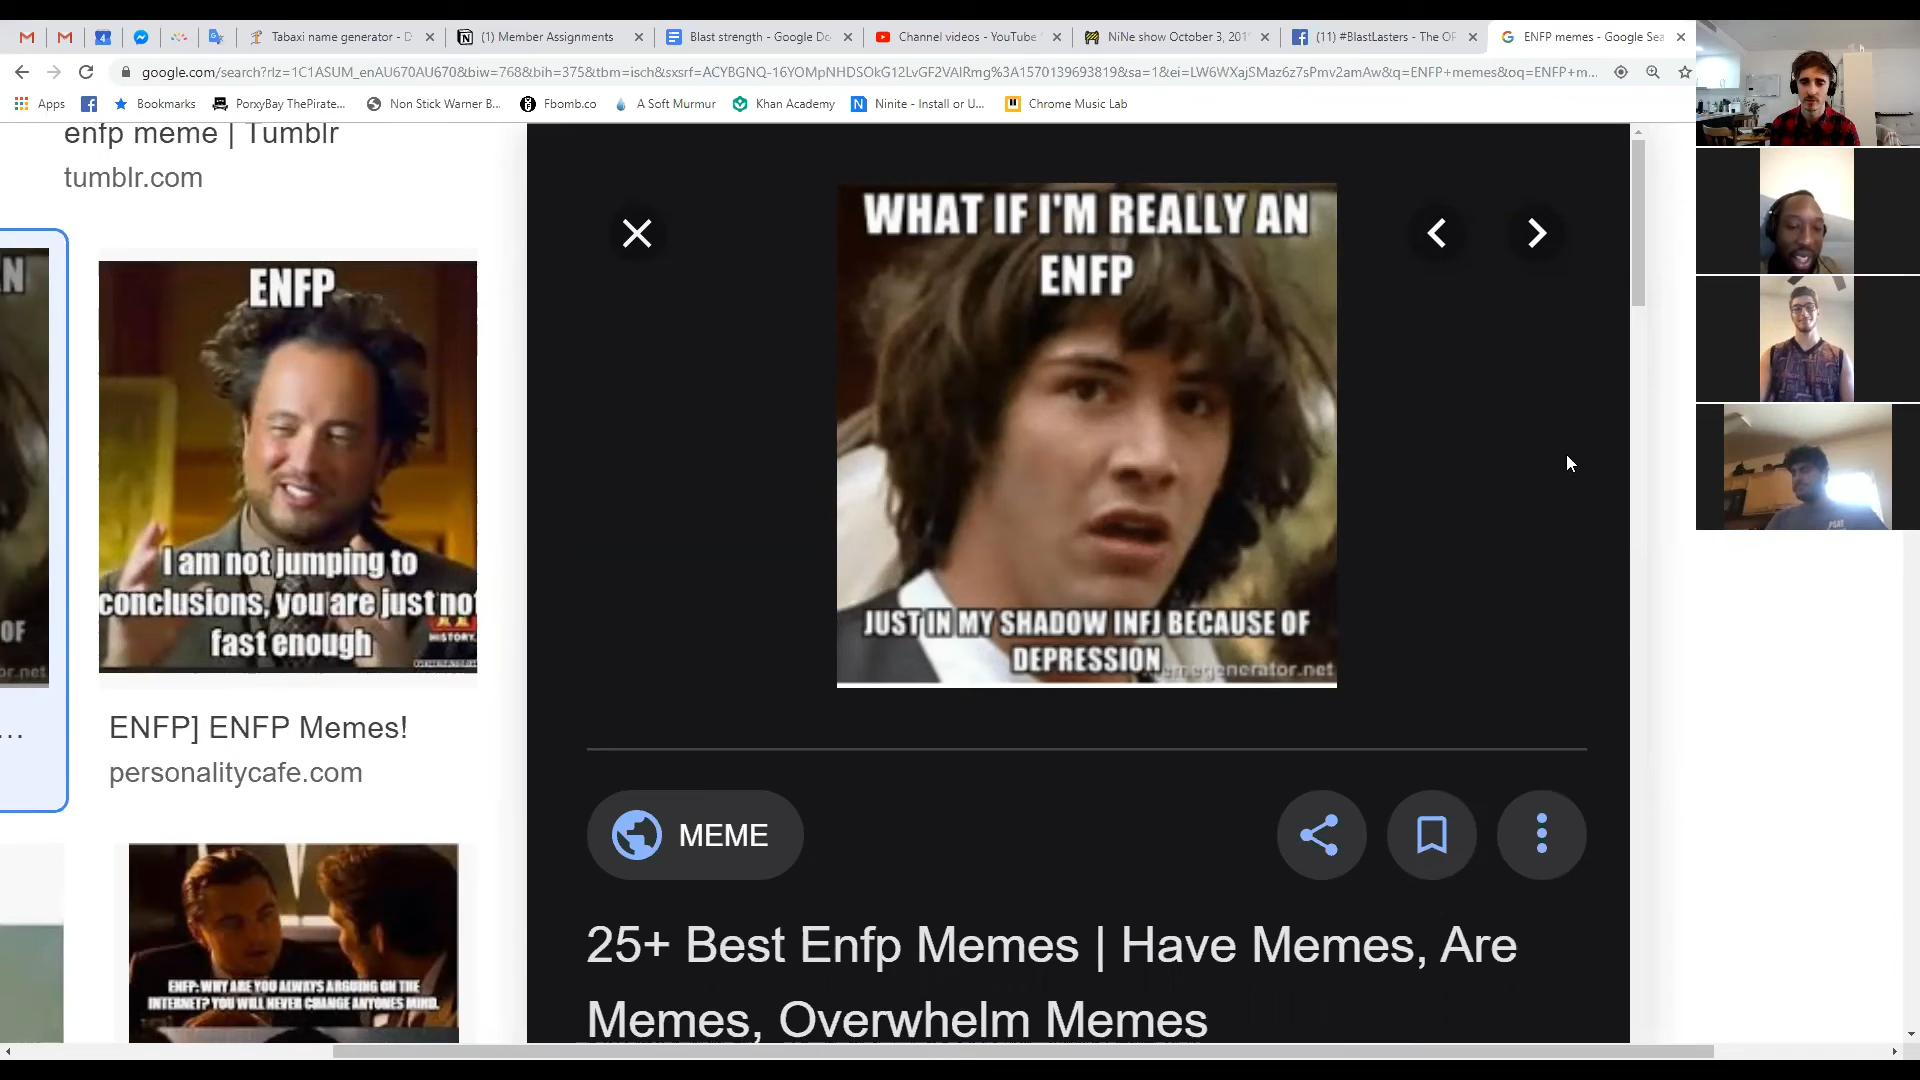 Tabaxi name generator - D
(1) Member Assignments
Blast strength - Google Do
Channel videos - YouTube
NiNe show October 3, 201
(11) #BlastLasters - The OF
ENFP memes - Google Sea
4
google.com/search?rlz=1C1ASUM_enAU670AU670&biw=768&bih=375&tbm=isch&sxsrf=ACYBGNQ-16YOMpNHDSOkG12LvGF2VAlRmg%3A1570139693819&sa=1&ei=LW6WXajSMaz6z7sPmv2amAw&q=ENFP+memes&oq=ENFP+m...
Apps
Bookmarks
PorxyBay ThePirate...
Non Stick Warner B...
Fbomb.co
A Soft Murmur
Khan Academy
Ninite - Install or U...
Chrome Music Lab
enfp meme | Tumblr
tumblr.com
N
OF
or.net
...
ENFP
I am not jumping to
conclusions, you are just not
fast enough
HISTORY
ENFP] ENFP Memes!
personalitycafe.com
ENFP: WHY ARE YOU ALWAYS ARGUING ON THE
INTERNET? YOU WILL NEVER CHANGE ANYONES MIND.
WHAT IF I'M REALLY AN
ENFP
JUST IN MY SHADOW INFJ BECAUSE OF
DEPRESSION
memegenerator.net
MEME
25+ Best Enfp Memes | Have Memes, Are
Memes, Overwhelm Memes